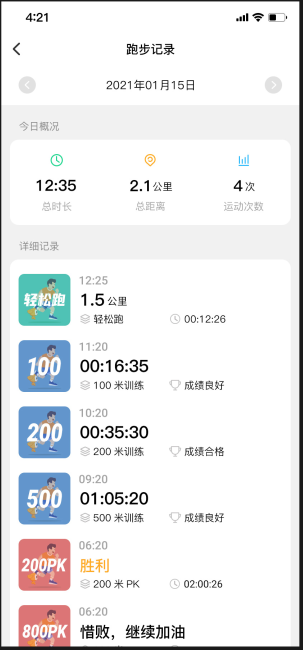 4:21
跑步记录
2021年01月15日
今日概况
12:35
2.1公里
4次
总时长
总距离
运动次数
详细记录
轻松跑
12:25
1.5 公里
轻松跑
00:12:26
100
11:20
00:16:35
100 米训练
成绩良好
200
10:20
00:35:30
200 米训练
成绩合格
500
09:20
01:05:20
500 米训练
成绩良好
200PK
06:20
胜利
200 米 PK
02:00:26
800PK
06:20
惜败，继续加油